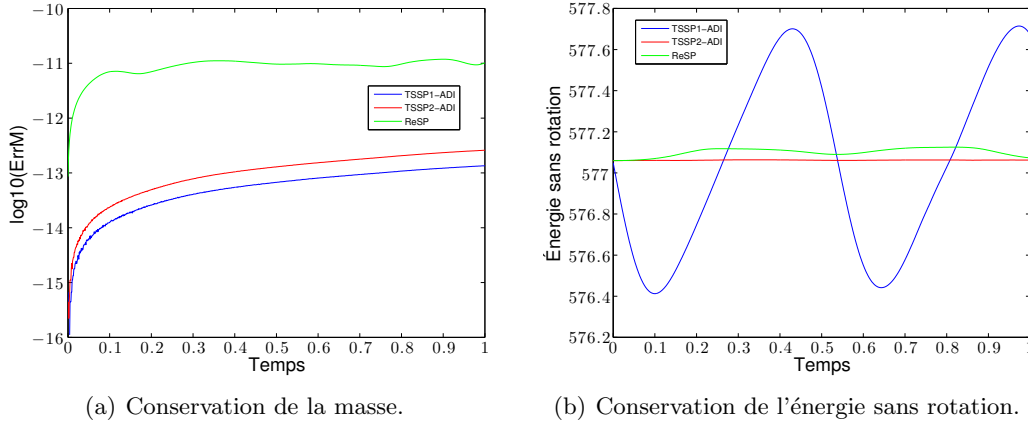 −10
−11
−12
−13
−14
−15
−16
log10(ErrM)
TSSP1−ADI
TSSP2−ADI
ReSP
0 0.1 0.2 0.3 0.4 0.5 0.6 0.7 0.8 0.9 1
Temps
(a) Conservation de la masse.
577.8
577.6
577.4
577.2
577
576.8
576.6
576.4
576.2
Énergie sans rotation
TSSP1−ADI
TSSP2−ADI
ReSP
0 0.1 0.2 0.3 0.4 0.5 0.6 0.7 0.8 0.9 1
Temps
(b) Conservation de l'énergie sans rotation.